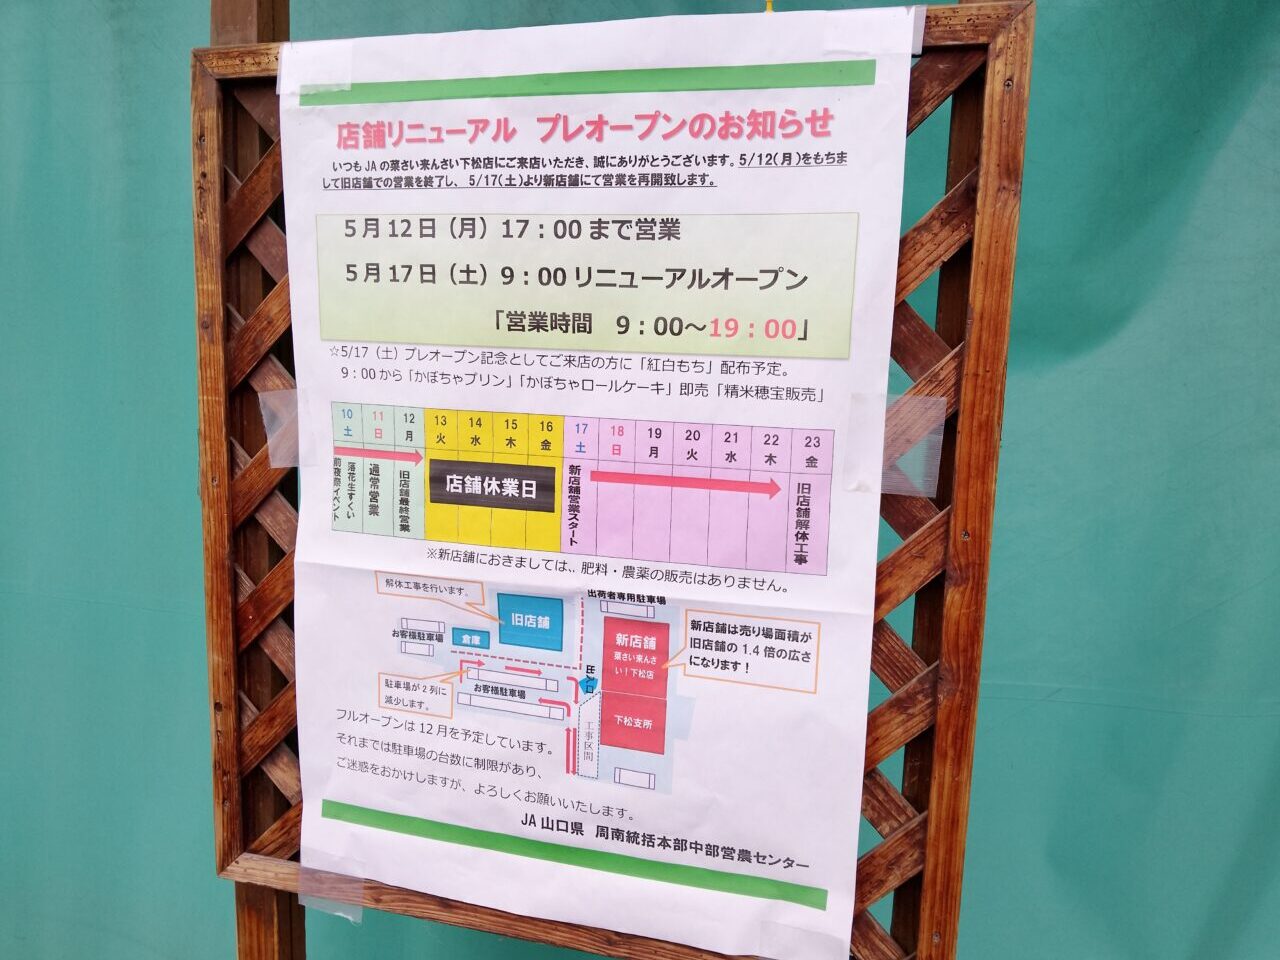 店舗リニューアル プレオープンのお知らせ
いつもJAの菜さい来んさい下松店にご来店いただき、誠にありがとうございます。5/12(月)をもちま
して旧店舗での営業を終了し、5/17(土)より新店舗にて営業を再開致します。
5月12日(月)17:00まで営業
5月17日(土)9:00リニューアルオープン
「営業時間 9:00～19:00」
☆5/17(土)プレオープン記念としてご来店の方に「紅白もち」配布予定。
9:00から「かぼちゃプリン」「かぼちゃロールケーキ」即売「精米穂宝販売」
10 11 12 13 14 15 16 17 18 19 20 21 22 23
土 日 月 火 水 木 金 土 日 月 火 水 木 金
落花生すくい
前夜祭イベント
通常営業
旧店舗最終営業
店舗休業日
新店舗営業スタート
旧店舗解体工事
※新店舗におきましては、、肥料・農薬の販売はありません。
解体工事を行います。
旧店舗
倉庫
お客様駐車場
出荷者専用駐車場
新店舗
菜さい来んさ
い!下松店
新店舗は売り場面積が
旧店舗の1.4倍の広さ
になります!
出入口
駐車場が2列に
減少します。
お客様駐車場
下松支所
工事区間
フルオープンは12月を予定しています。
それまでは駐車場の台数に制限があり、
ご迷惑をおかけしますが、よろしくお願いいたします。
JA山口県 周南統括本部中部営農センター